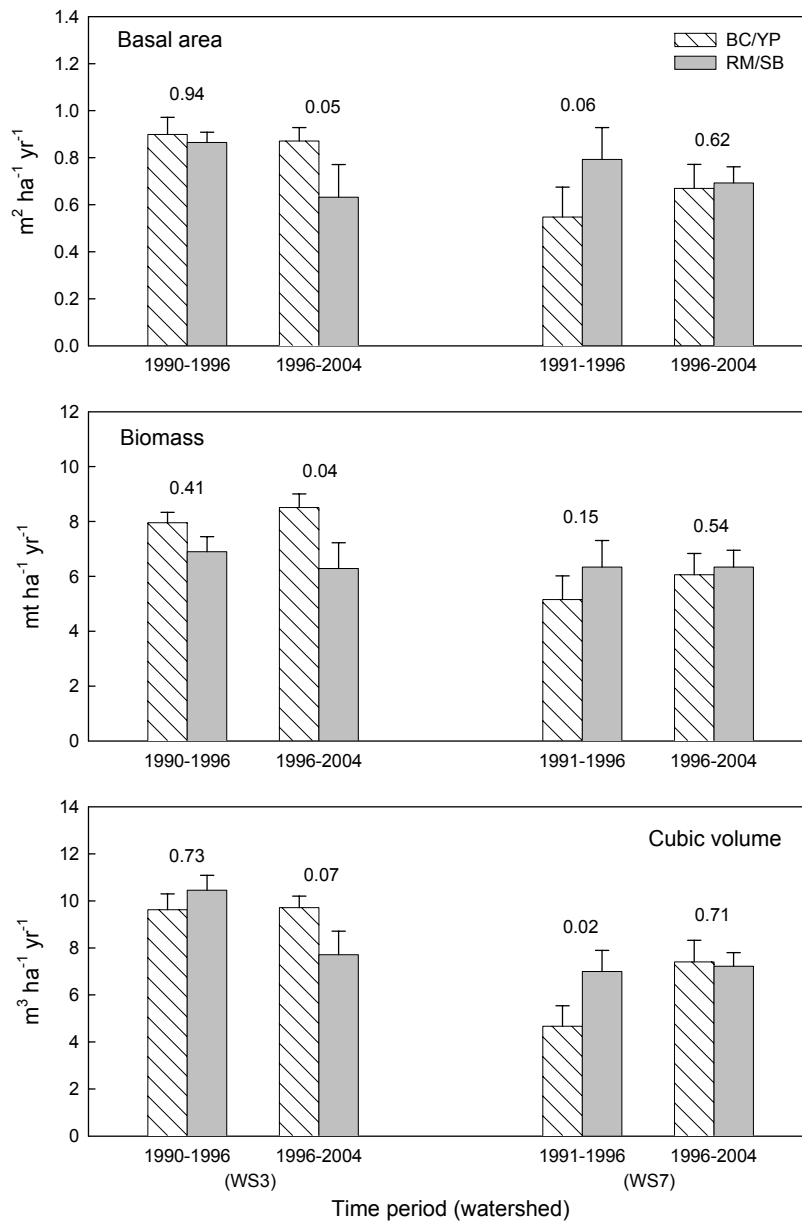 Basal area
BC/YP
RM/SB
1.4
1.2
1.0
0.8
0.6
0.4
0.2
0.0
m² ha⁻¹ yr⁻¹
0.94
0.05
0.06
0.62
1990-1996 1996-2004 1991-1996 1996-2004
Biomass
12
10
8
6
4
2
0
mt ha⁻¹ yr⁻¹
0.41
0.04
0.15
0.54
1990-1996 1996-2004 1991-1996 1996-2004
Cubic volume
14
12
10
8
6
4
2
0
m³ ha⁻¹ yr⁻¹
0.73
0.07
0.02
0.71
1990-1996 1996-2004 1991-1996 1996-2004
(WS3) (WS7)
Time period (watershed)